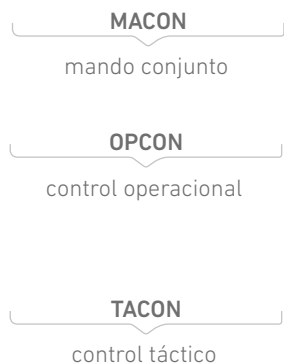 MACON
mando conjunto
OPCON
control operacional
TACON
control táctico